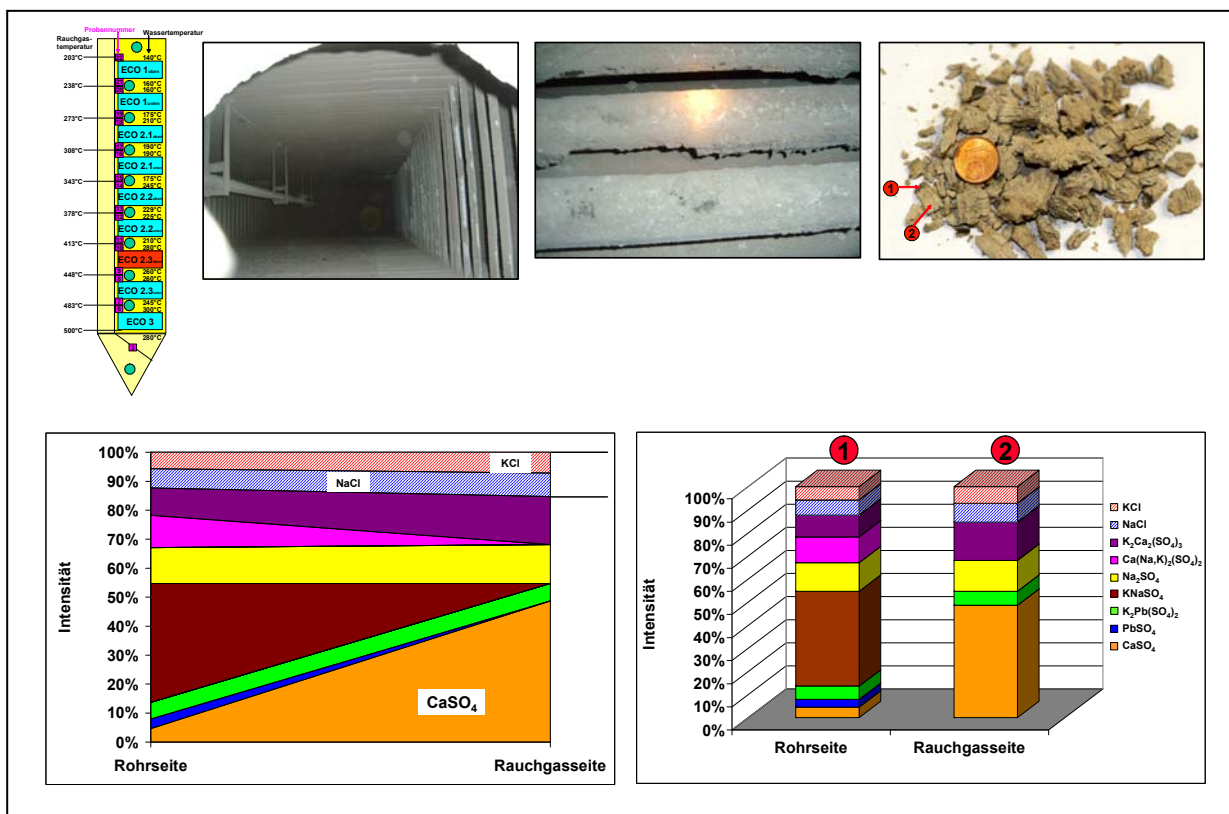 Probennummer
Wassertemperatur
Rauchgas-
temperatur
203°C
140°C
ECO 1
238°C
160°C
160°C
ECO 1
273°C
175°C
210°C
ECO 2.1
308°C
190°C
190°C
ECO 2.1
343°C
175°C
245°C
ECO 2.2
378°C
229°C
225°C
ECO 2.2
413°C
210°C
280°C
ECO 2.3
448°C
260°C
260°C
ECO 2.3
483°C
245°C
300°C
ECO 3
500°C
280°C
1
2
Intensität
100%
90%
80%
70%
60%
50%
40%
30%
20%
10%
0%
KCl
NaCl
CaSO₄
Rohrseite
Rauchgasseite
1
2
Intensität
100%
90%
80%
70%
60%
50%
40%
30%
20%
10%
0%
Rohrseite
Rauchgasseite
KCl
NaCl
K₂Ca₂(SO₄)₃
Ca(Na,K)₂(SO₄)₂
Na₂SO₄
KNaSO₄
K₂Pb(SO₄)₂
PbSO₄
CaSO₄